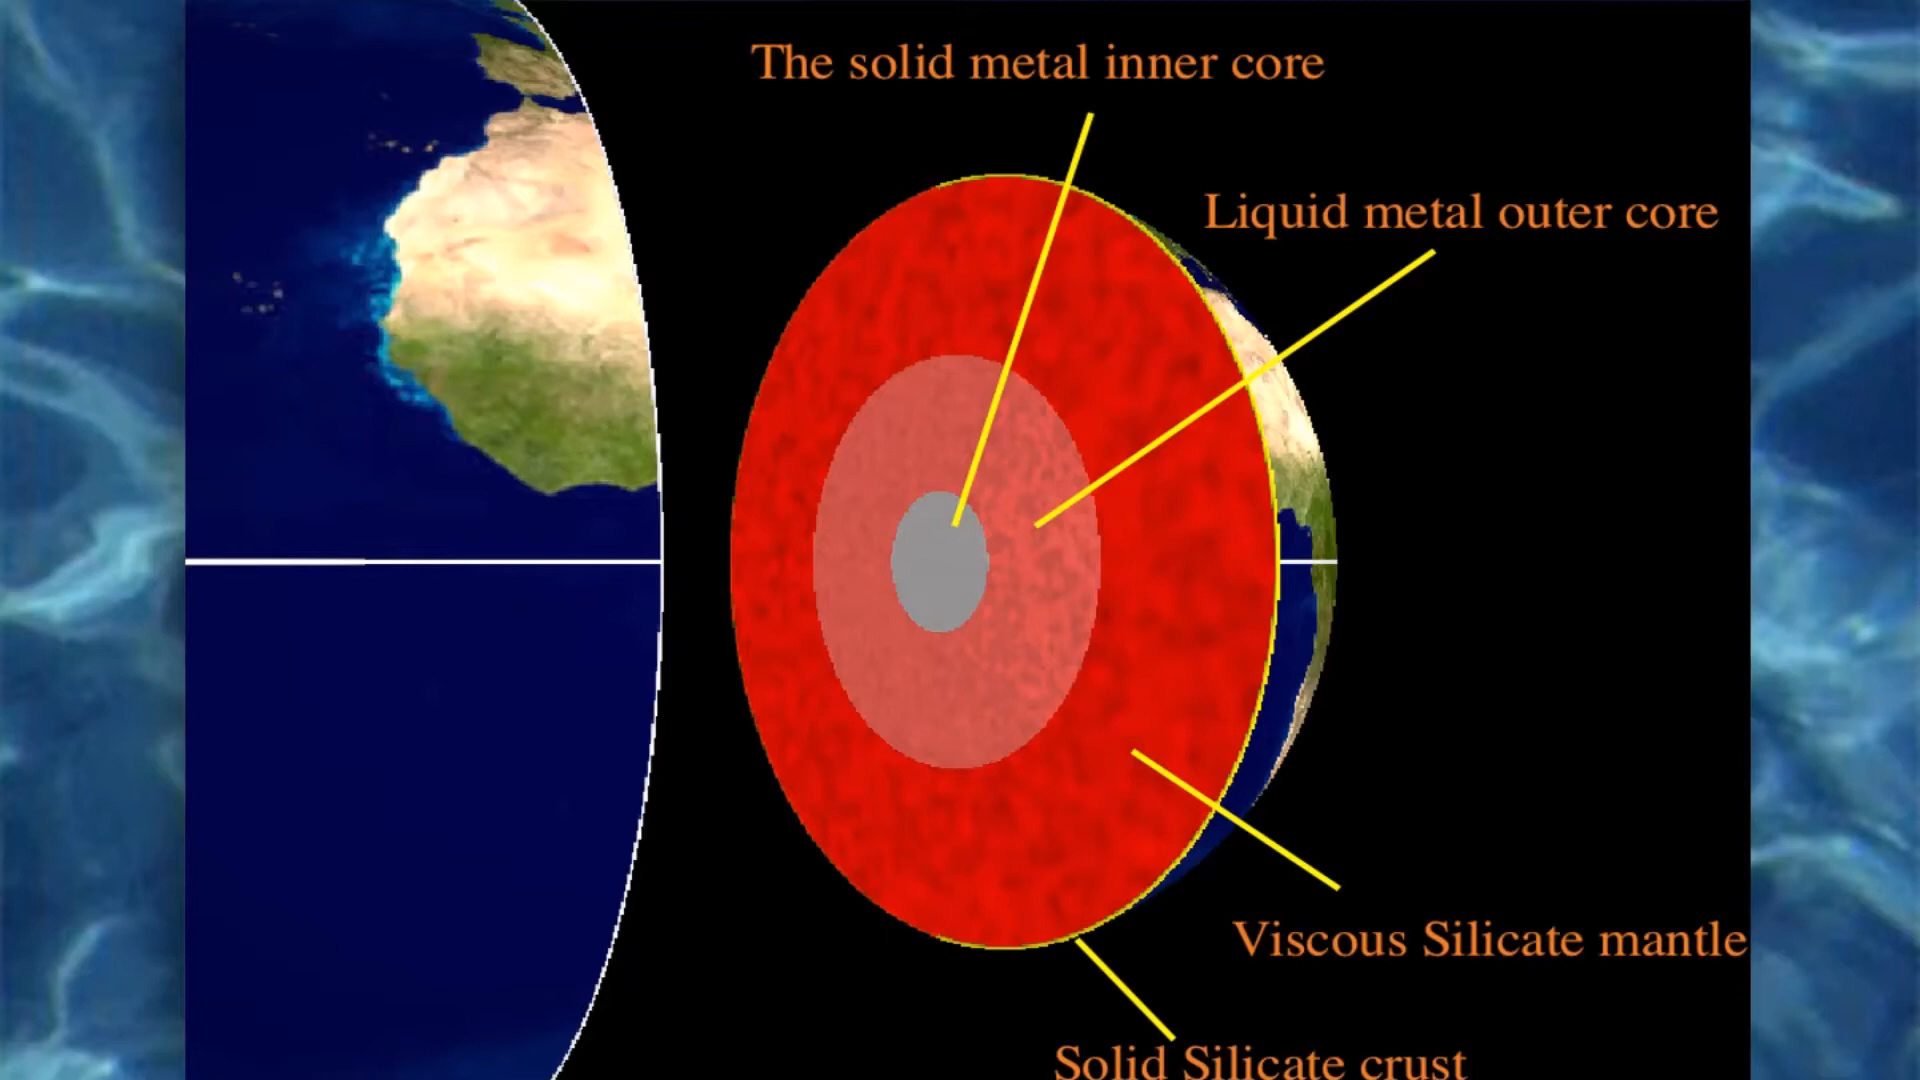 The solid metal inner core
Liquid metal outer core
Viscous Silicate mantle
Solid Silicate crust